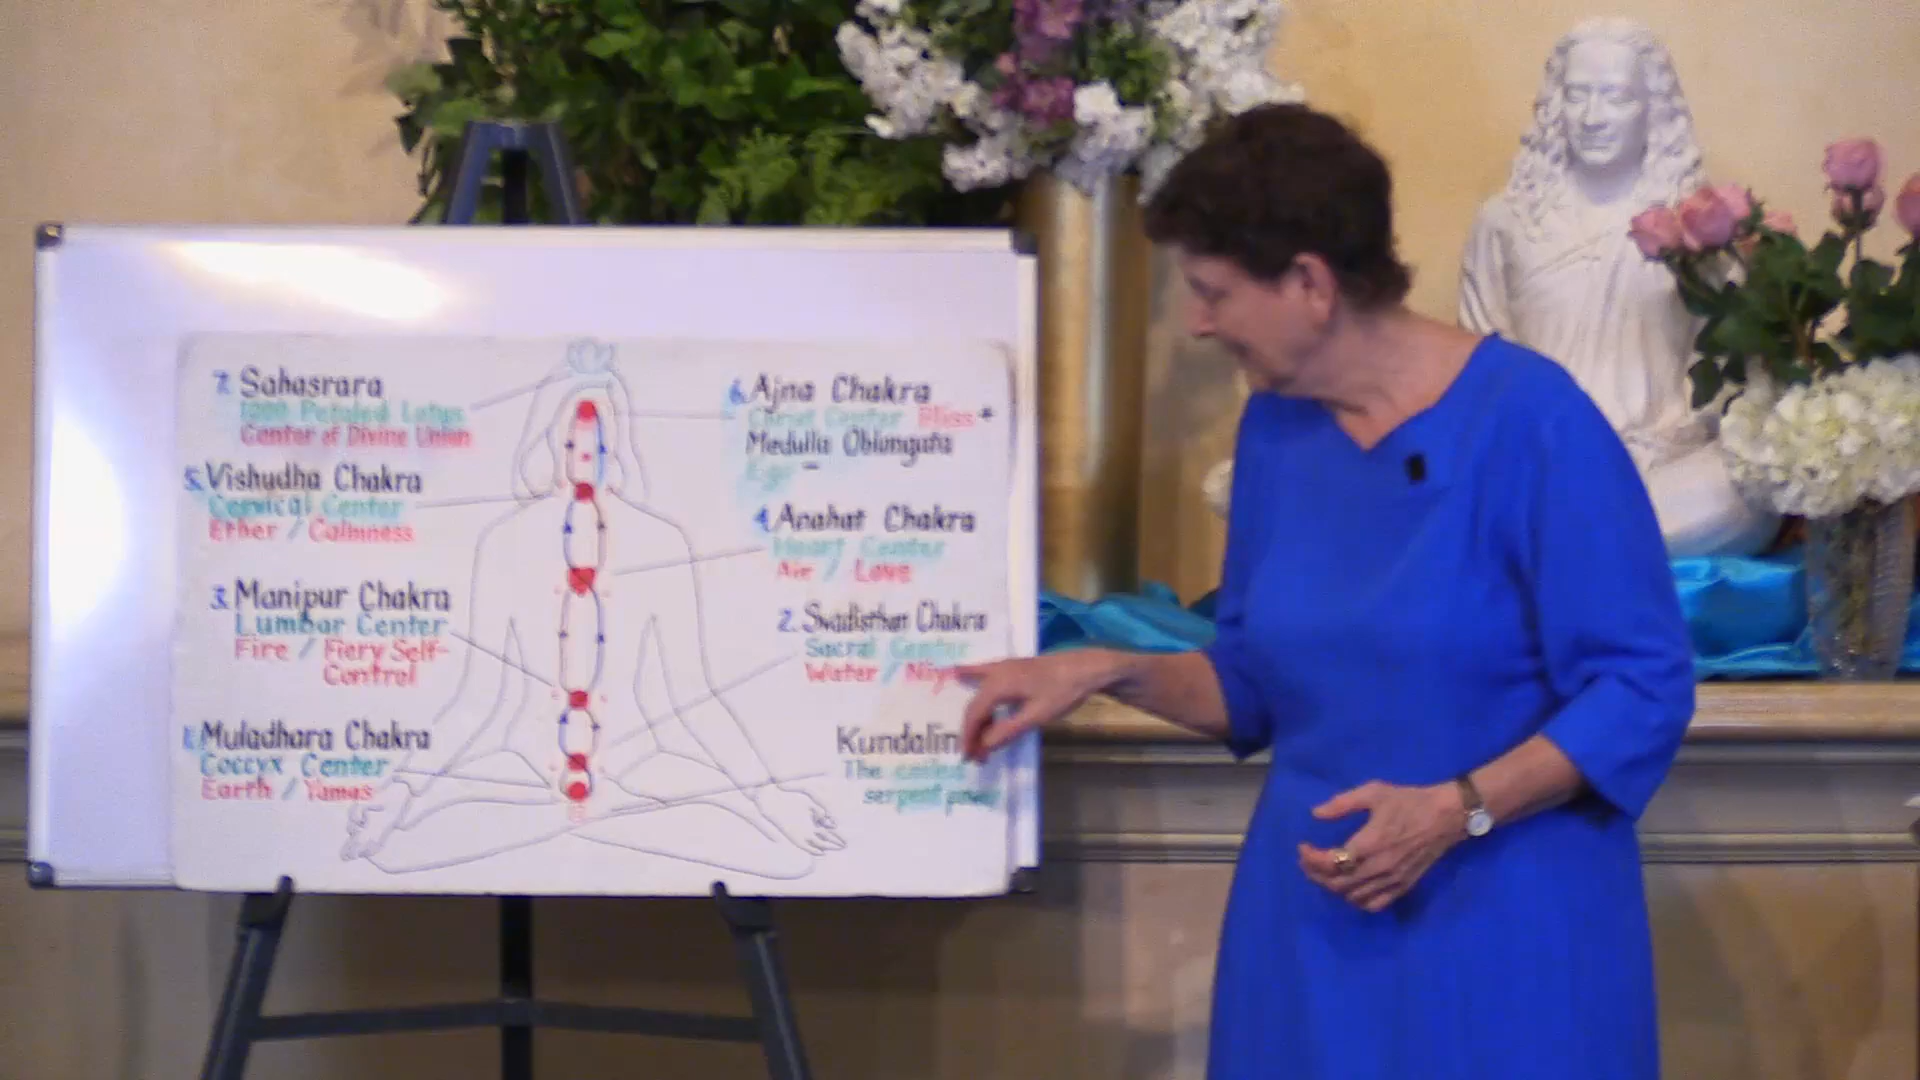 7. Sahasrara
1000 Petaled Lotus
Center of Divine Union
6. Ajna Chakra
Christ Center Bliss*
Medulla Oblongata
Ego
5. Vishudha Chakra
Cervical Center
Ether / Calmness
4. Anahat Chakra
Heart Center
Air / Love
3. Manipur Chakra
Lumbar Center
Fire / Fiery Self-
Control
2. Swadisthan Chakra
Sacral Center
Water /
1. Muladhara Chakra
Coccyx Center
Earth / Yamas
Kundalin
The coiled
serpent power